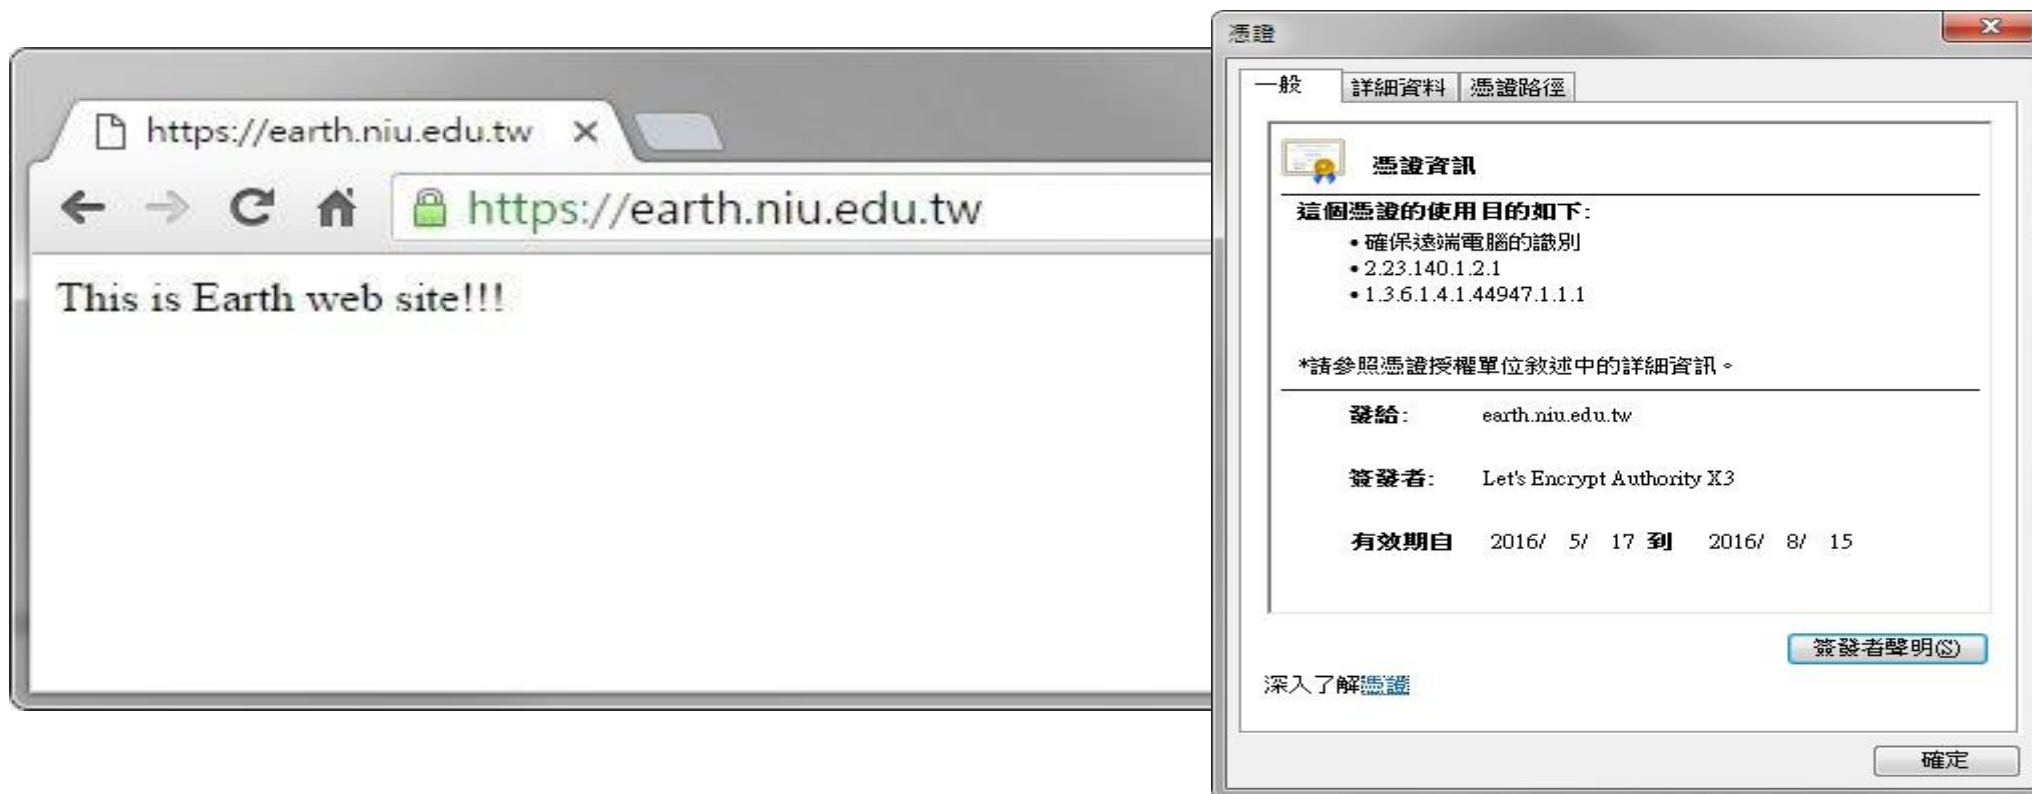 https://earth.niu.edu.tw
https://earth.niu.edu.tw
This is Earth web site!!!
憑證
一般 詳細資料 憑證路徑
憑證資訊
這個憑證的使用目的如下:
• 確保遠端電腦的識別
• 2.23.140.1.2.1
• 1.3.6.1.4.1.44947.1.1.1
*請參照憑證授權單位敘述中的詳細資訊。
發給: earth.niu.edu.tw
簽發者: Let's Encrypt Authority X3
有效期自 2016/ 5/ 17 到 2016/ 8/ 15
簽發者聲明(S)
深入了解憑證
確定